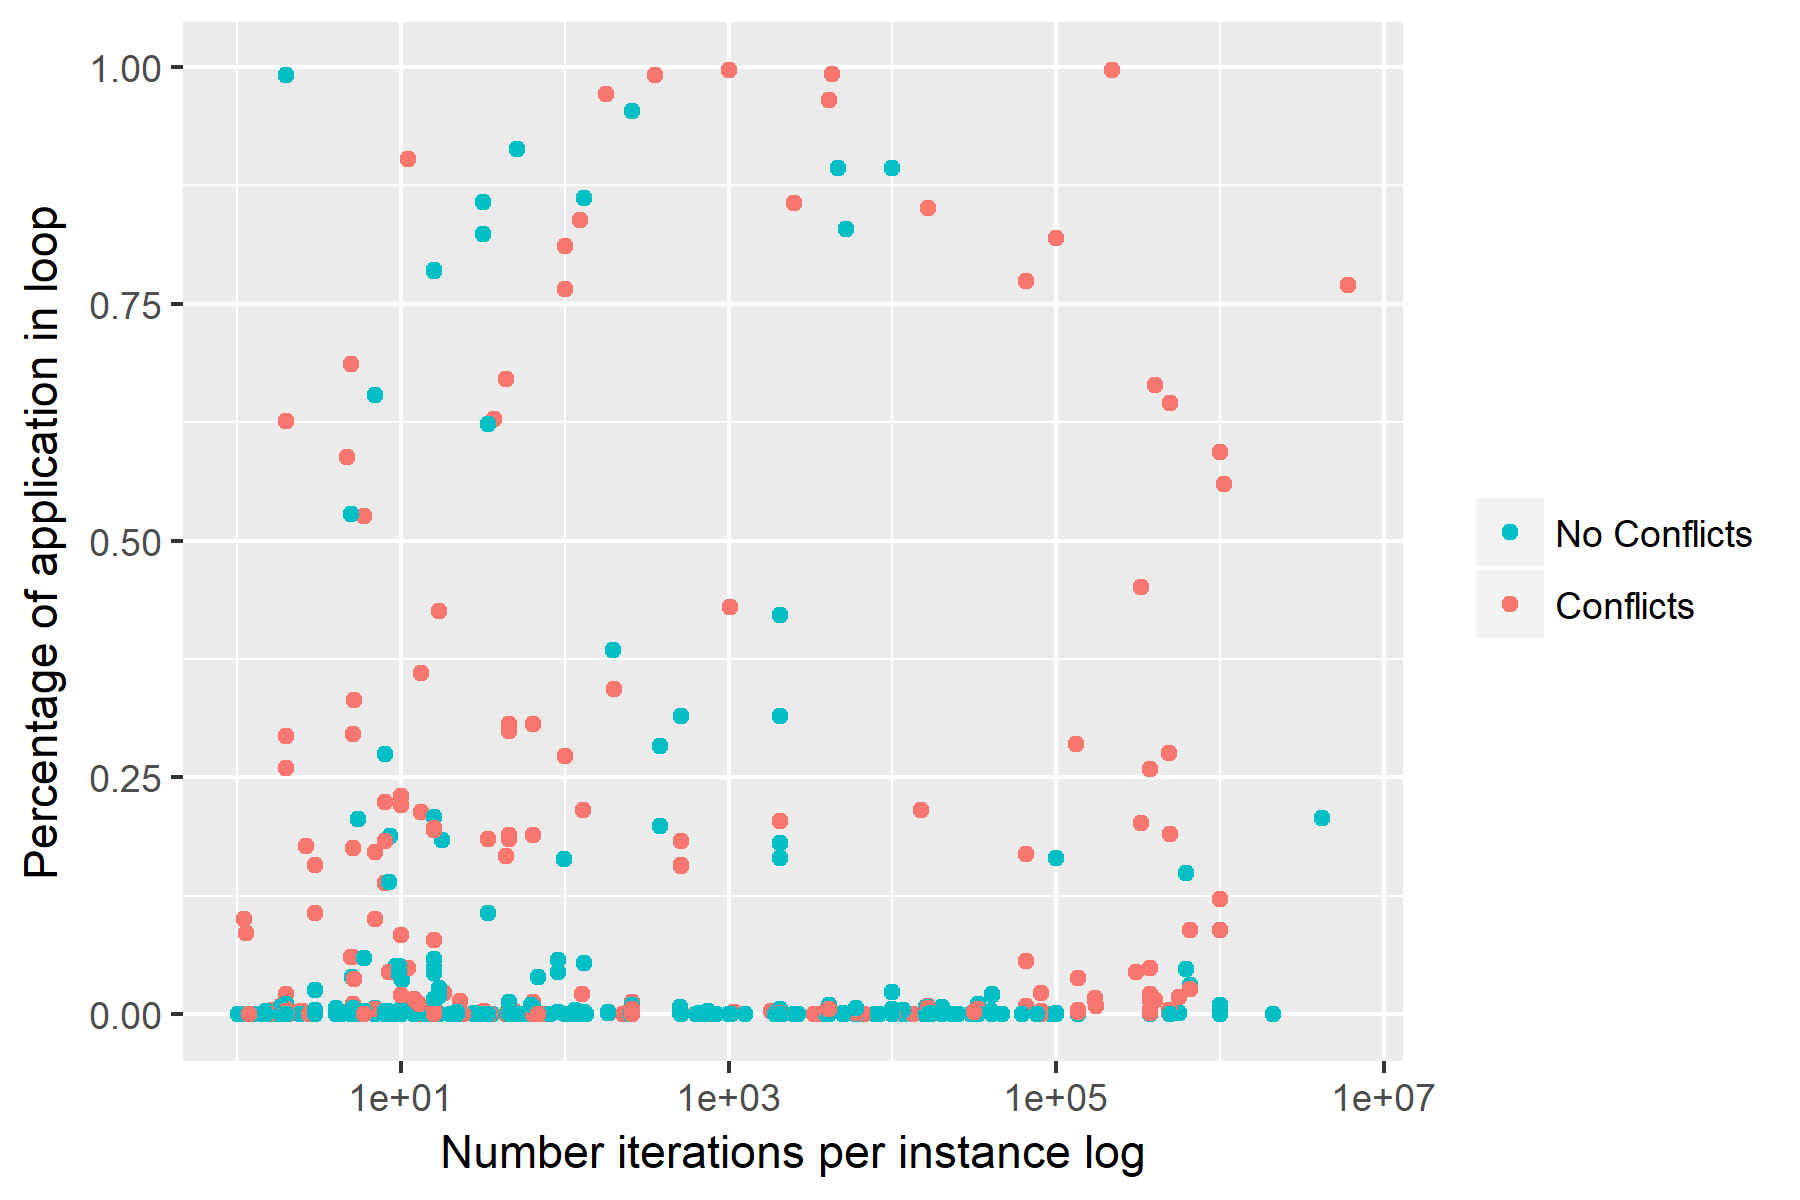 Percentage of application in loop
1.00
0.75
0.50
0.25
0.00
1e+01 1e+03 1e+05 1e+07
Number iterations per instance log
No Conflicts
Conflicts